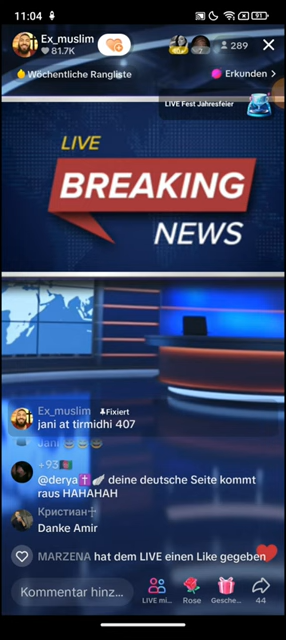 11:04
91
Ex_muslim
81.7K
289
Wöchentliche Rangliste
Erkunden >
LIVE Fest Jahresfeier
LIVE
BREAKING
NEWS
Ex_muslim Fixiert
jani at tirmidhi 407
Jani
+93
@derya✝️🪽 deine deutsche Seite kommt
raus HAHAHAH
Кристиан☦
Danke Amir
MARZENA hat dem LIVE einen Like gegeben
Kommentar hinz...
LIVE mi...
Rose
Gesche...
44